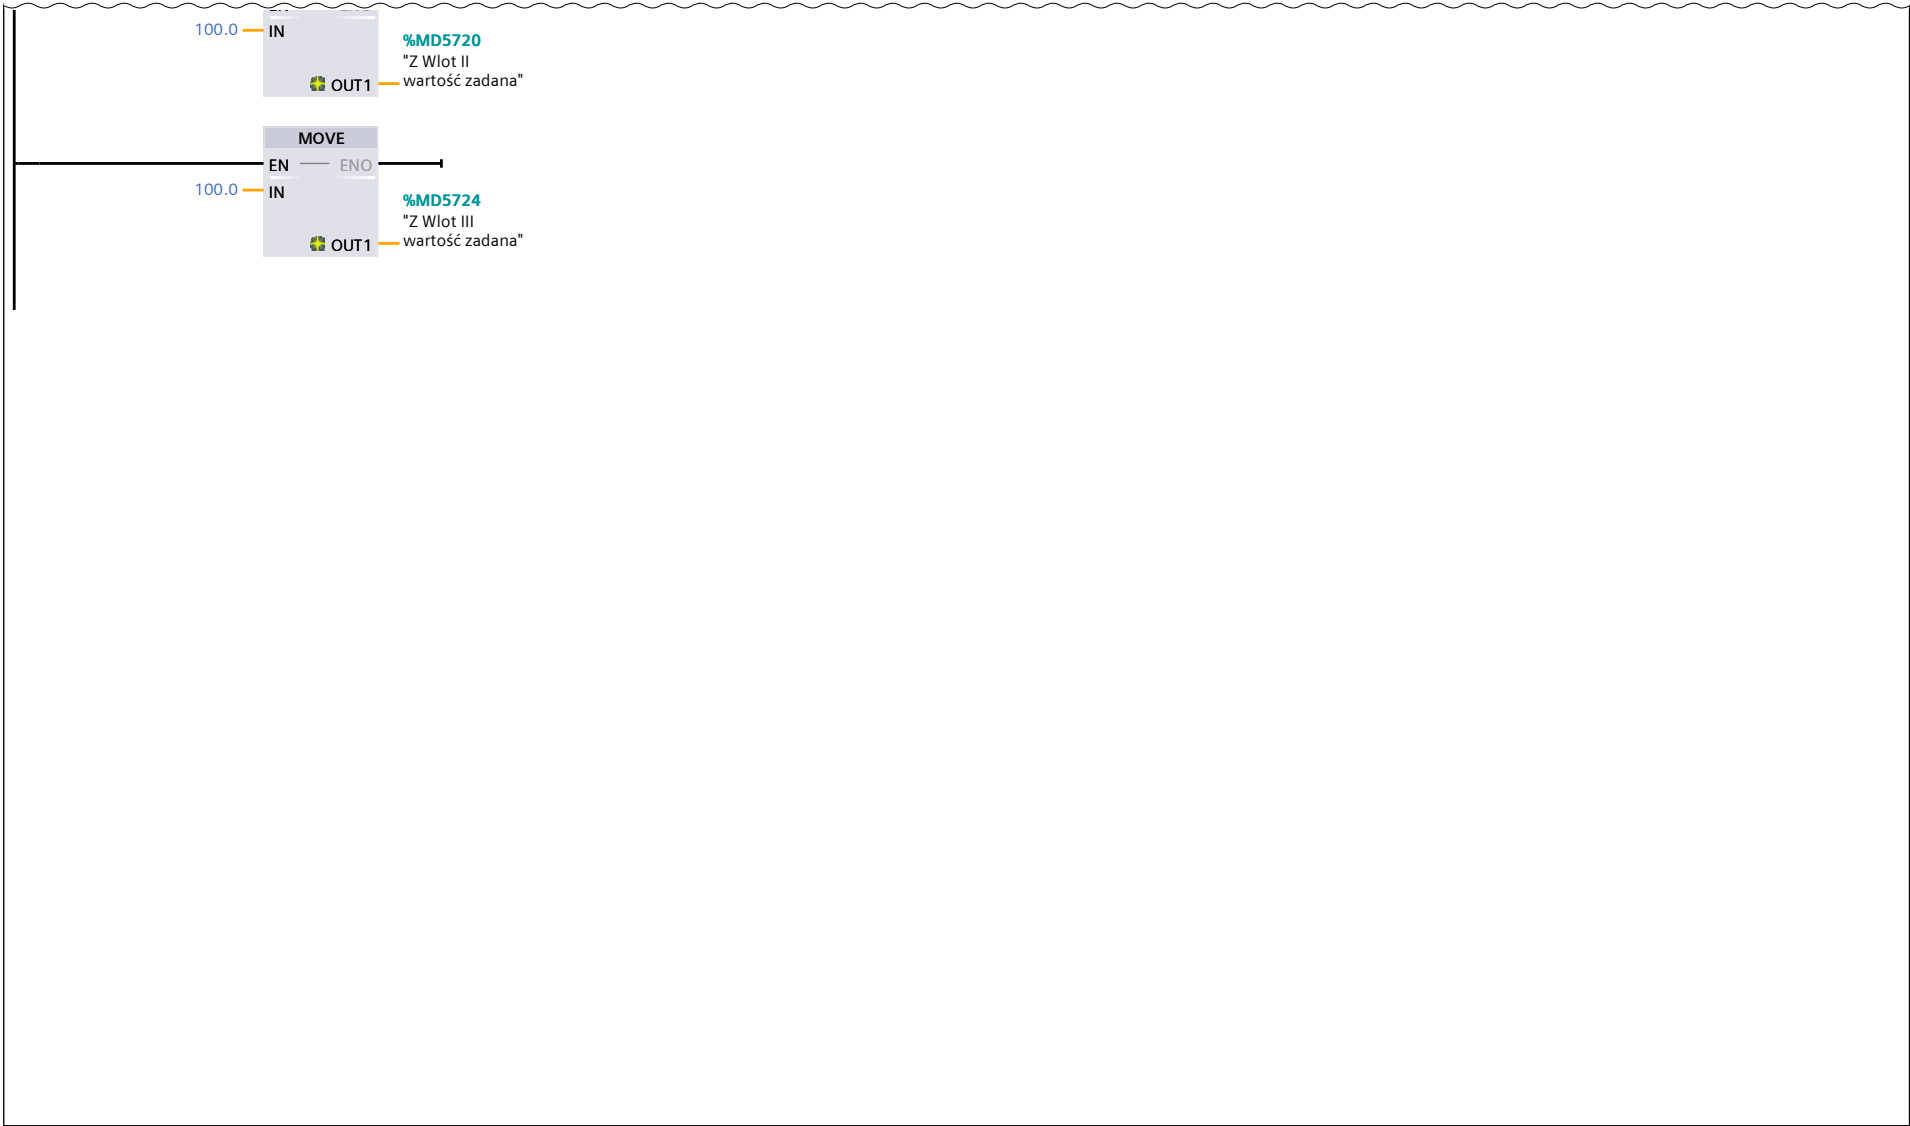 100.0
IN
%MD5720
"Z Wlot II
wartość zadana"
OUT1
MOVE
EN
ENO
100.0
IN
%MD5724
"Z Wlot III
wartość zadana"
OUT1